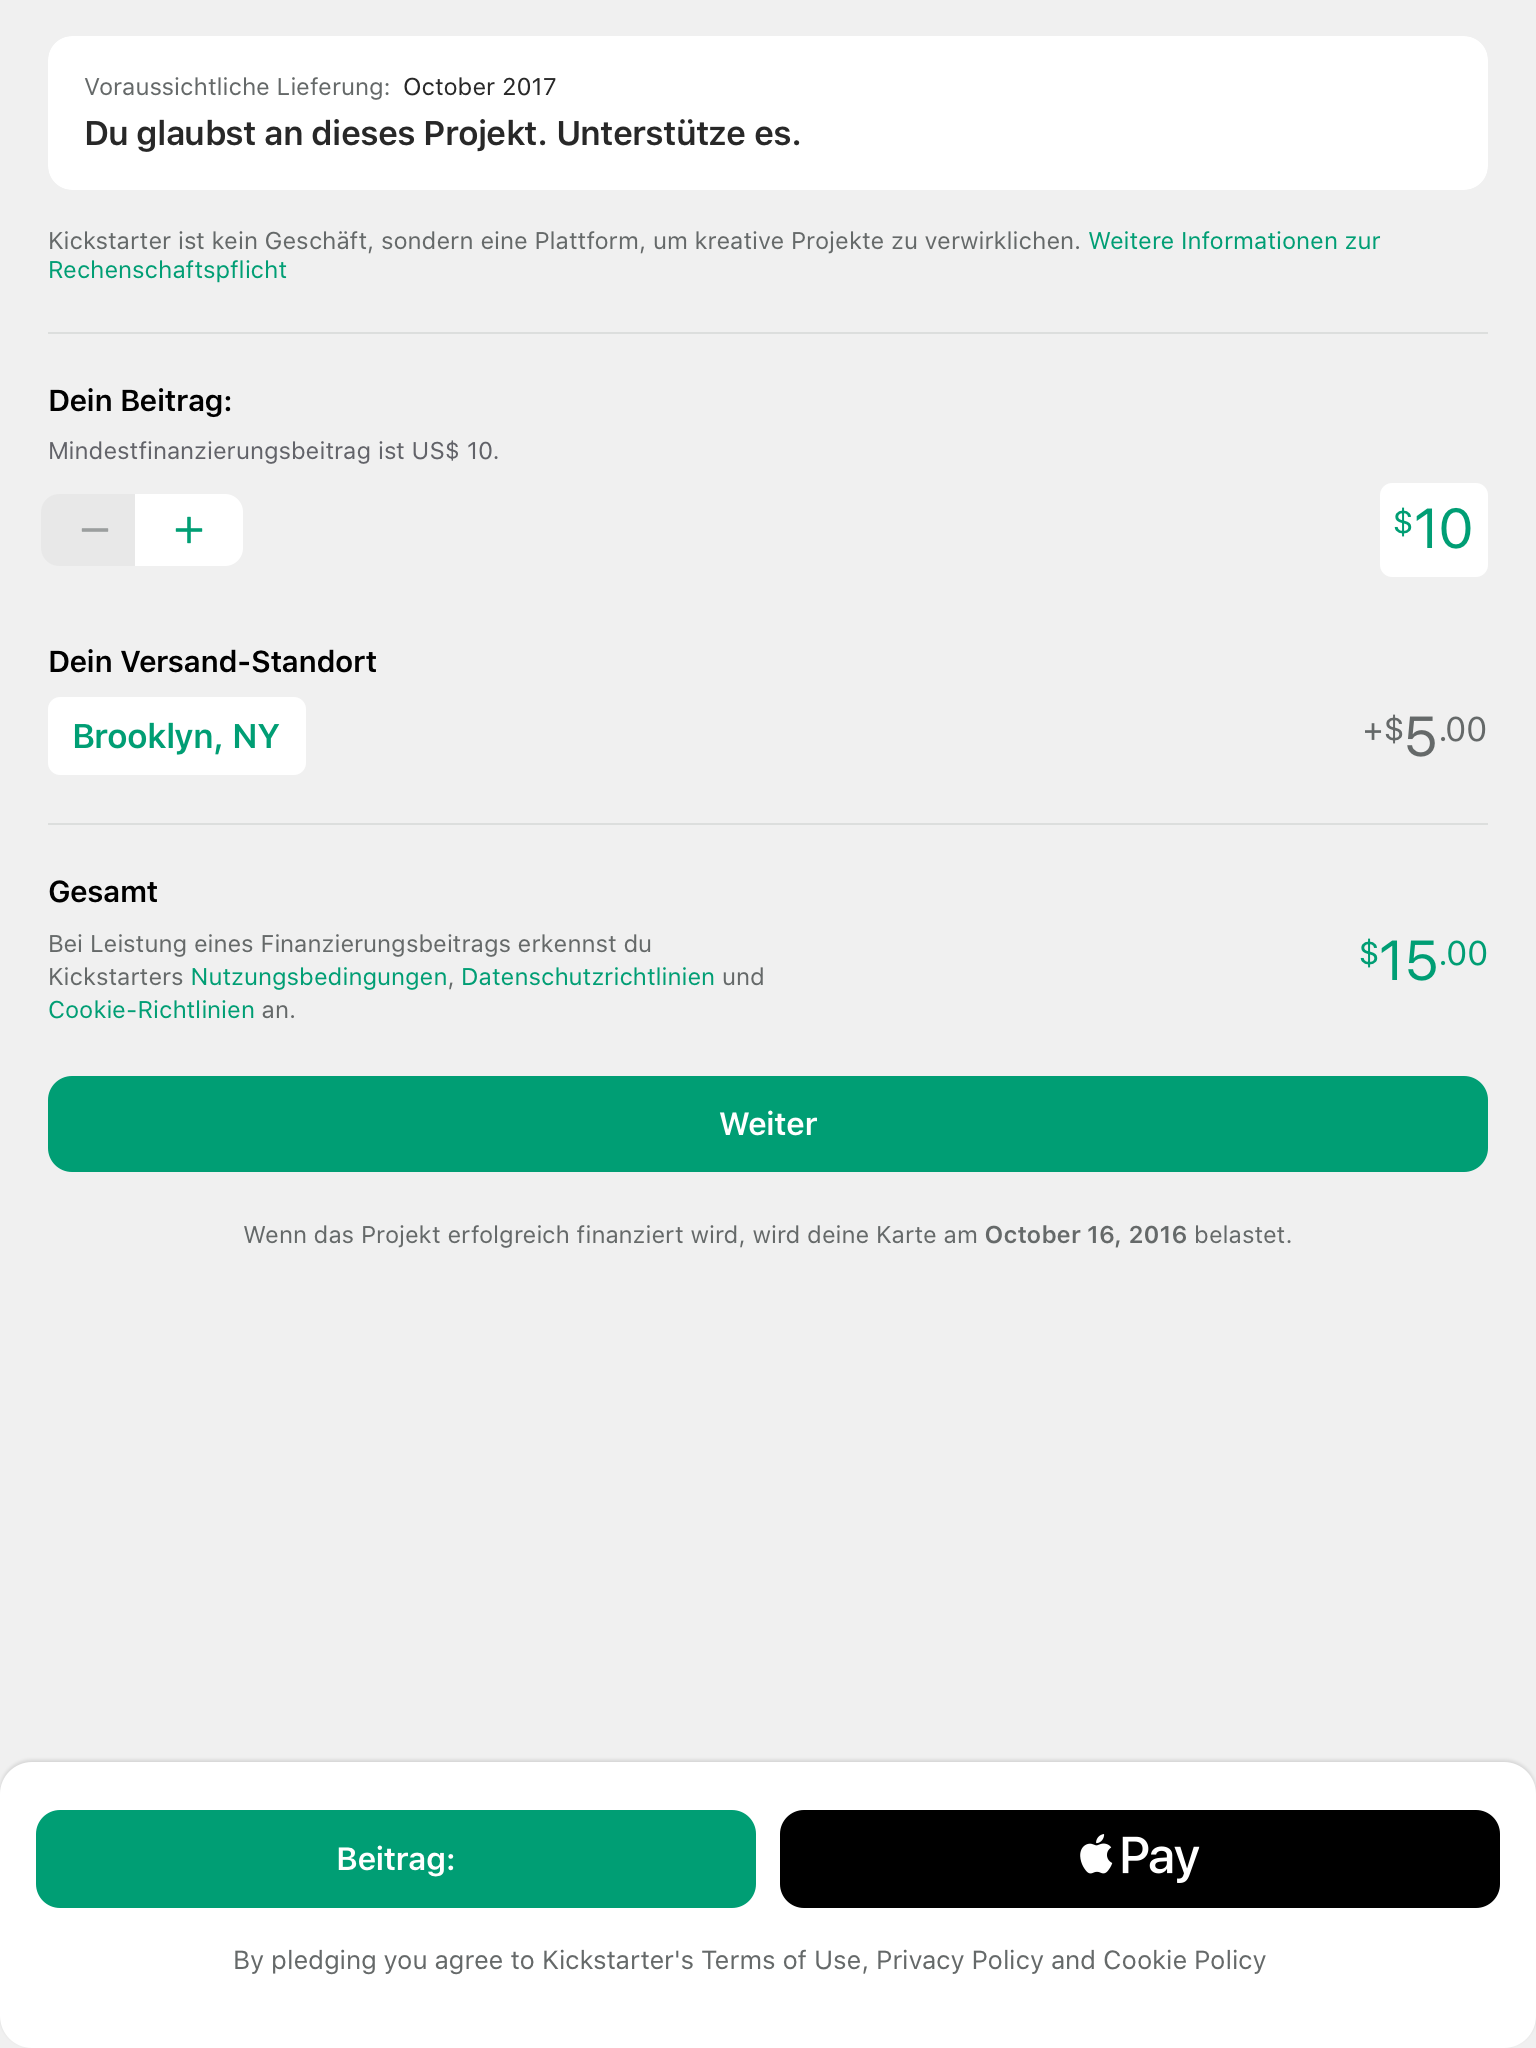 Voraussichtliche Lieferung: October 2017
Du glaubst an dieses Projekt. Unterstütze es.
Kickstarter ist kein Geschäft, sondern eine Plattform, um kreative Projekte zu verwirklichen. Weitere Informationen zur
Rechenschaftspflicht
Dein Beitrag:
Mindestfinanzierungsbeitrag ist US$ 10.
− +
$10
Dein Versand-Standort
Brooklyn, NY
+$5.00
Gesamt
Bei Leistung eines Finanzierungsbeitrags erkennst du
Kickstarters Nutzungsbedingungen, Datenschutzrichtlinien und
Cookie-Richtlinien an.
$15.00
Weiter
Wenn das Projekt erfolgreich finanziert wird, wird deine Karte am October 16, 2016 belastet.
Beitrag:
Pay
By pledging you agree to Kickstarter's Terms of Use, Privacy Policy and Cookie Policy